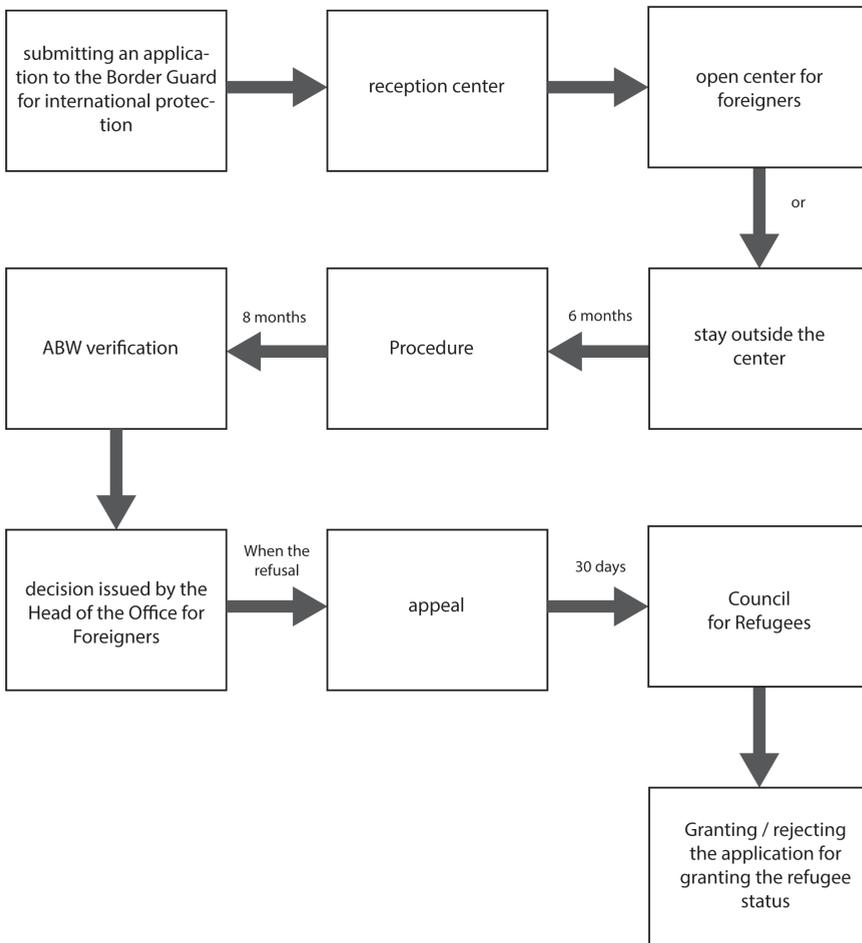 submitting an applica-
tion to the Border Guard
for international protec-
tion
reception center
open center for
foreigners
or
stay outside the
center
6 months
Procedure
8 months
ABW verification
decision issued by the
Head of the Office for
Foreigners
When the
refusal
appeal
30 days
Council
for Refugees
Granting / rejecting
the application for
granting the refugee
status